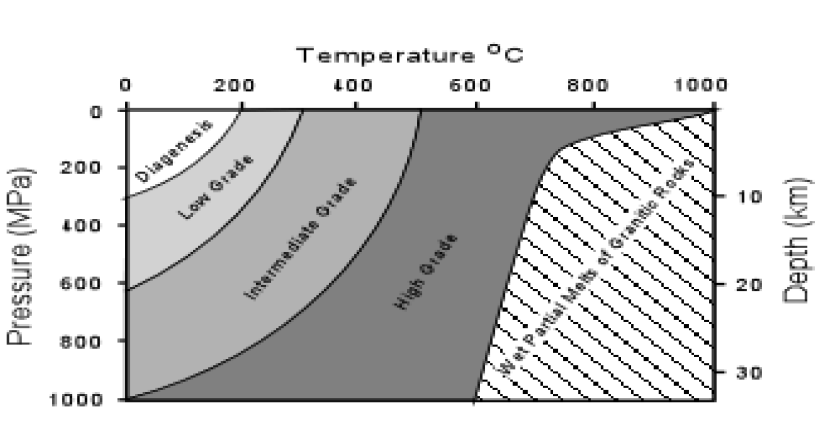 Temperature °C
0 200 400 600 800 1000
0
200
400
600
800
1000
Pressure (MPa)
10
20
30
Depth (km)
Diagenesis
Low Grade
Intermediate Grade
High Grade
Wet Partial Melts of Granitic Rocks